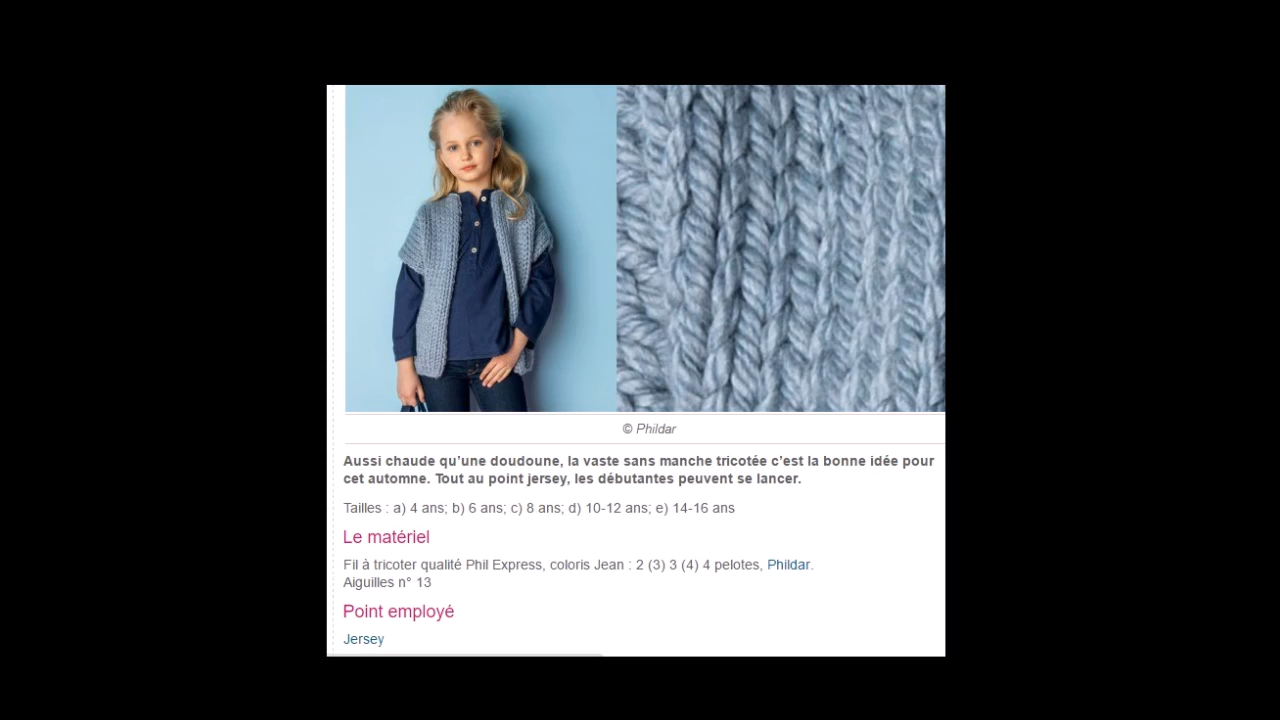 © Phildar
Aussi chaude qu’une doudoune, la vaste sans manche tricotée c’est la bonne idée pour
cet automne. Tout au point jersey, les débutantes peuvent se lancer.
Tailles : a) 4 ans; b) 6 ans; c) 8 ans; d) 10-12 ans; e) 14-16 ans
Le matériel
Fil à tricoter qualité Phil Express, coloris Jean : 2 (3) 3 (4) 4 pelotes, Phildar.
Aiguilles n° 13
Point employé
Jersey